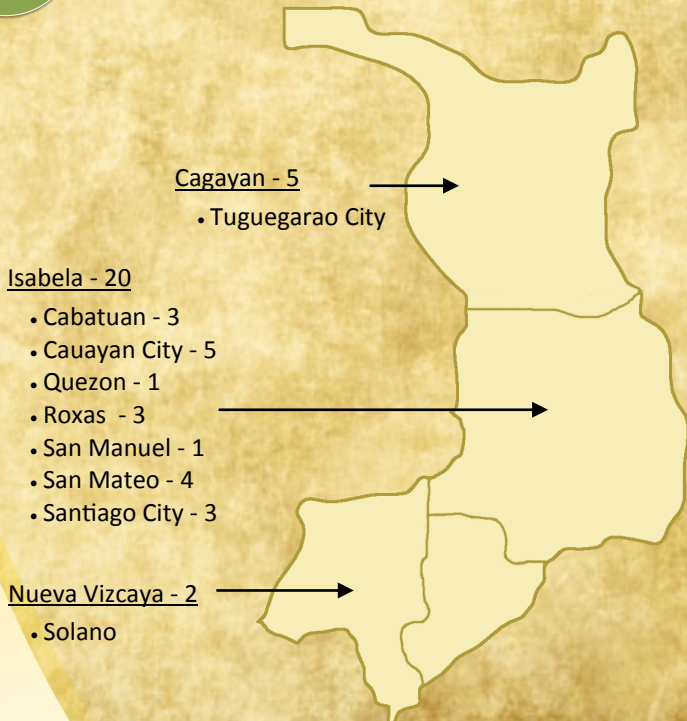 Cagayan - 5
• Tuguegarao City
Isabela - 20
• Cabatuan - 3
• Cauayan City - 5
• Quezon - 1
• Roxas - 3
• San Manuel - 1
• San Mateo - 4
• Santiago City - 3
Nueva Vizcaya - 2
• Solano